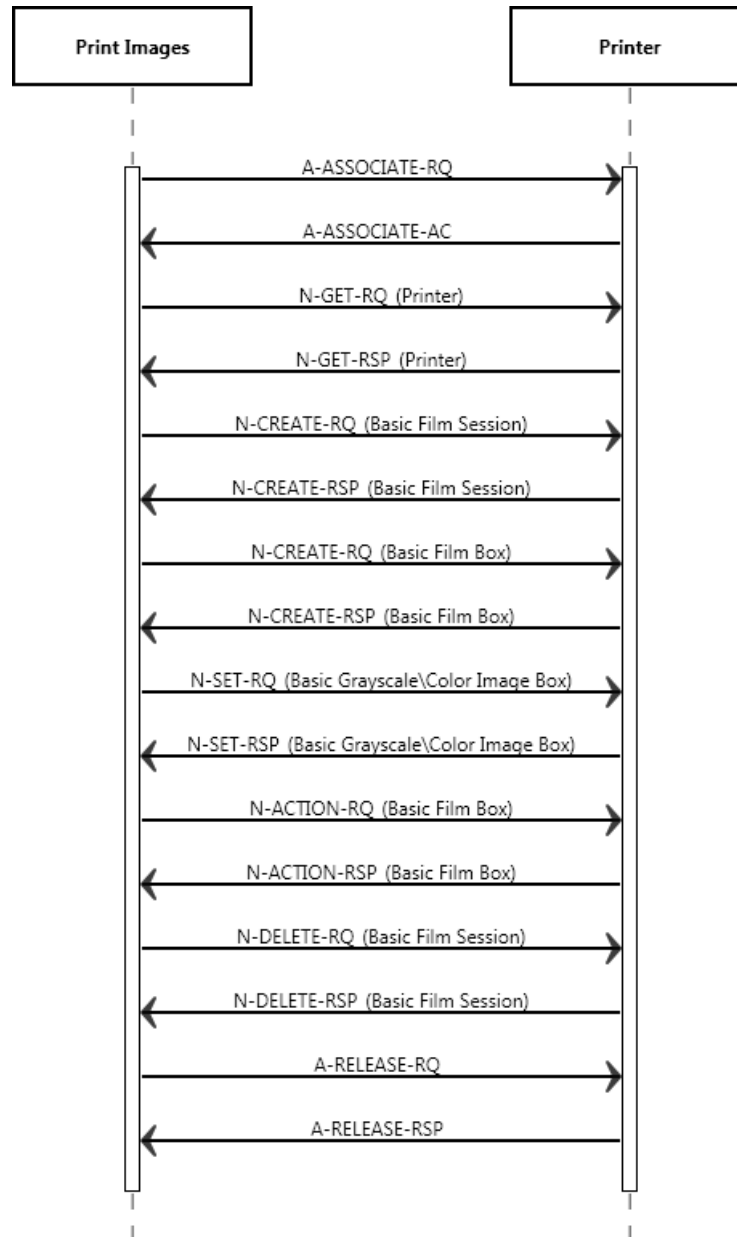 Print Images
Printer
A-ASSOCIATE-RQ
A-ASSOCIATE-AC
N-GET-RQ (Printer)
N-GET-RSP (Printer)
N-CREATE-RQ (Basic Film Session)
N-CREATE-RSP (Basic Film Session)
N-CREATE-RQ (Basic Film Box)
N-CREATE-RSP (Basic Film Box)
N-SET-RQ (Basic Grayscale\Color Image Box)
N-SET-RSP (Basic Grayscale\Color Image Box)
N-ACTION-RQ (Basic Film Box)
N-ACTION-RSP (Basic Film Box)
N-DELETE-RQ (Basic Film Session)
N-DELETE-RSP (Basic Film Session)
A-RELEASE-RQ
A-RELEASE-RSP